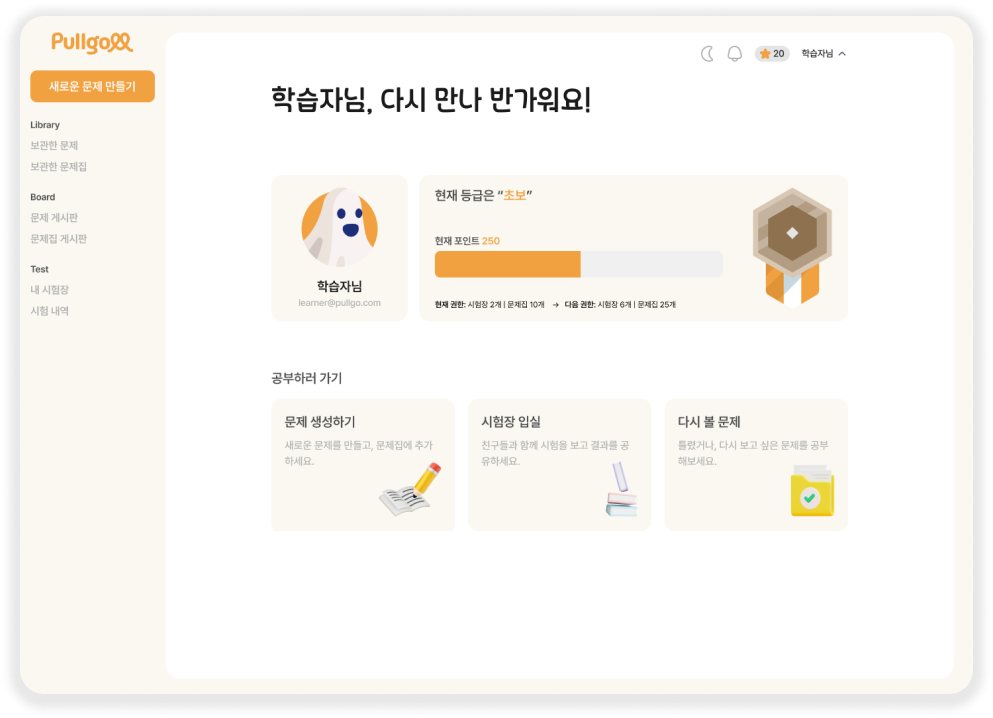 Pullgo
새로운 문제 만들기
Library
보관한 문제
보관한 문제집
Board
문제 게시판
문제집 게시판
Test
내 시험장
시험 내역
20
학습자님
학습자님, 다시 만나 반가워요!
학습자님
learner@pullgo.com
현재 등급은 “초보”
현재 포인트 250
현재 권한: 시험장 2개 | 문제집 10개 → 다음 권한: 시험장 6개 | 문제집 25개
공부하러 가기
문제 생성하기
새로운 문제를 만들고, 문제집에 추가
하세요.
시험장 입실
친구들과 함께 시험을 보고 결과를 공
유하세요.
다시 볼 문제
틀렸거나, 다시 보고 싶은 문제를 공부
해보세요.